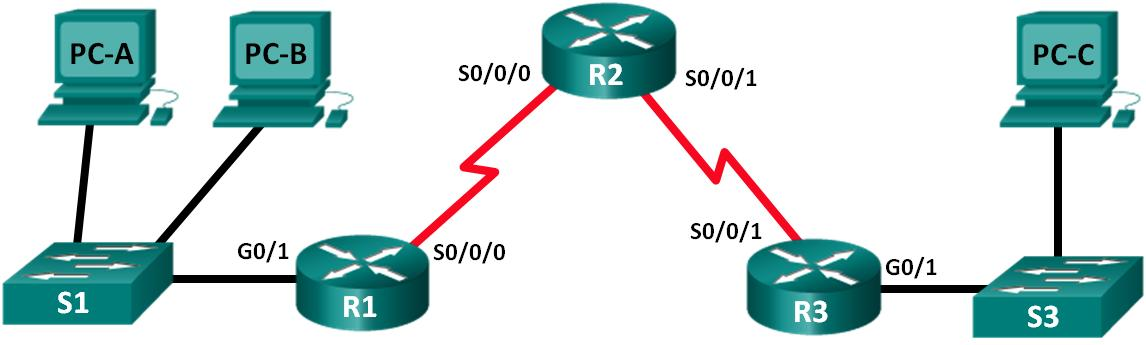 PC-A
PC-B
S0/0/0
R2
S0/0/1
PC-C
G0/1
S0/0/0
S0/0/1
G0/1
S1
R1
R3
S3